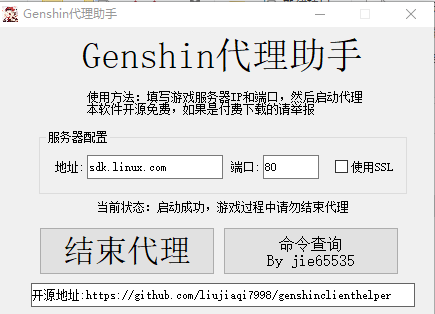 Genshin代理助手
Genshin代理助手
使用方法：填写游戏服务器IP和端口，然后启动代理
本软件开源免费，如果是付费下载的请举报
服务器配置
地址: sdk.linux.com 端口: 80 使用SSL
当前状态：启动成功，游戏过程中请勿结束代理
结束代理
命令查询
By jie65535
开源地址:https://github.com/liujiaqi7998/genshinclienthelper